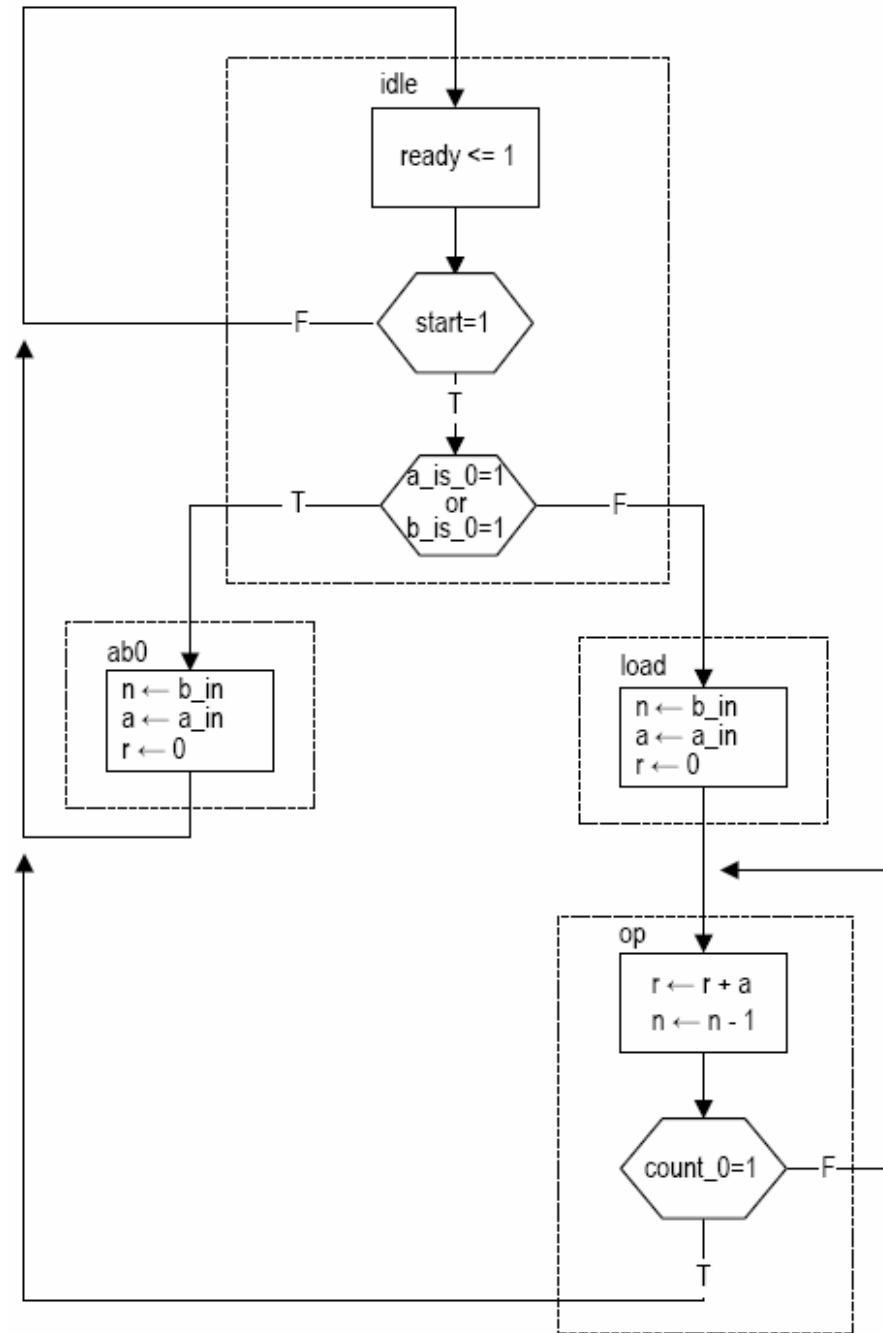 idle
ready <= 1
start=1
F
T
a_is_0=1
or
b_is_0=1
T
F
ab0
n ← b_in
a ← a_in
r ← 0
load
n ← b_in
a ← a_in
r ← 0
op
r ← r + a
n ← n - 1
count_0=1
F
T